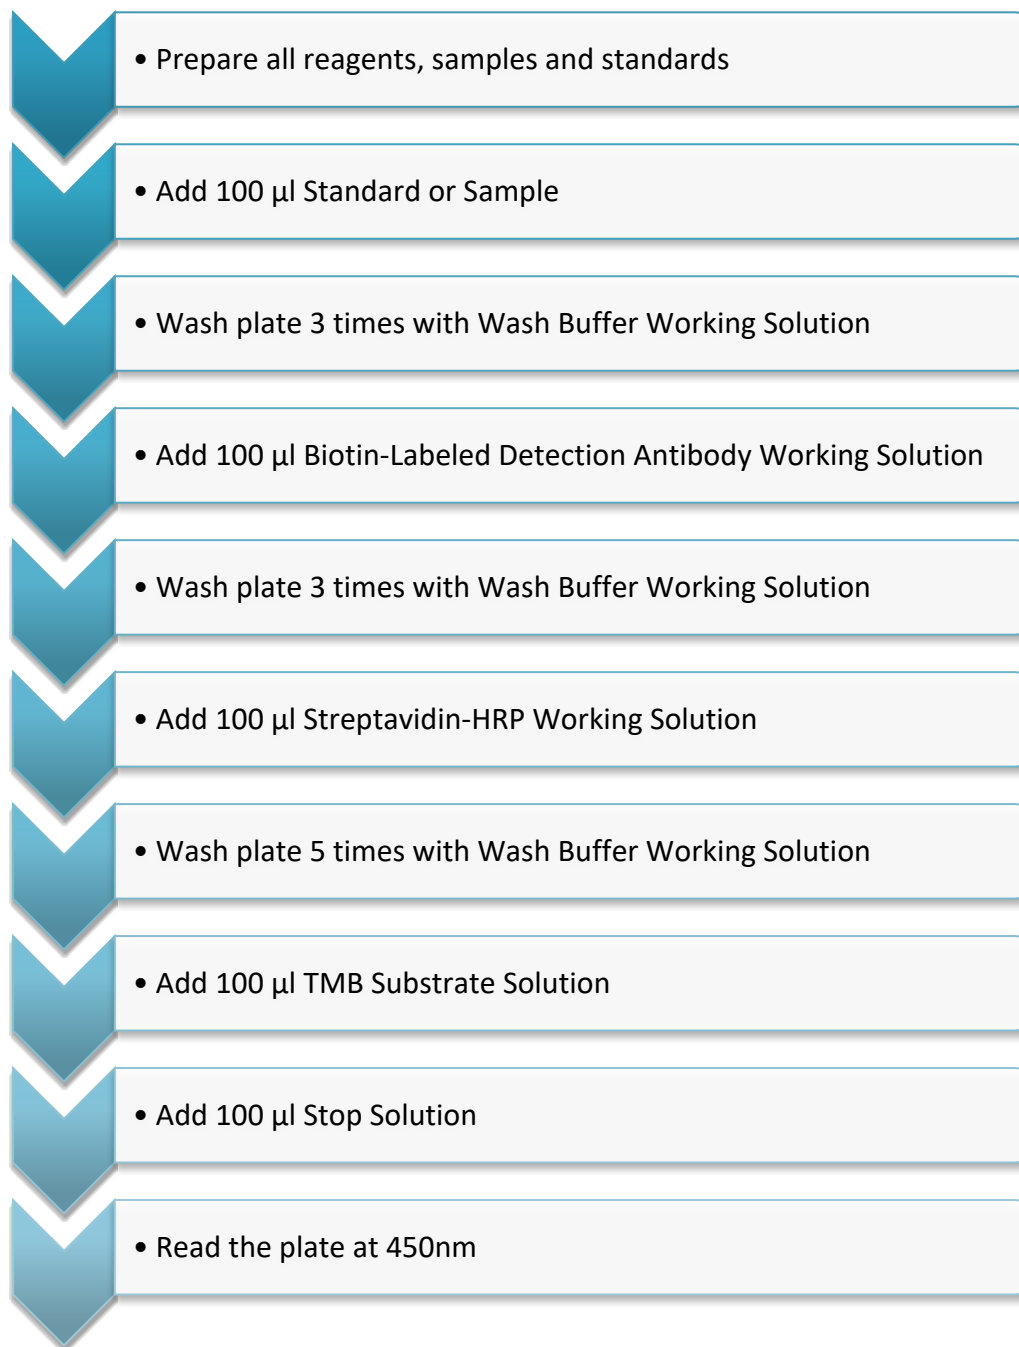 • Prepare all reagents, samples and standards
• Add 100 µl Standard or Sample
• Wash plate 3 times with Wash Buffer Working Solution
• Add 100 µl Biotin-Labeled Detection Antibody Working Solution
• Wash plate 3 times with Wash Buffer Working Solution
• Add 100 µl Streptavidin-HRP Working Solution
• Wash plate 5 times with Wash Buffer Working Solution
• Add 100 µl TMB Substrate Solution
• Add 100 µl Stop Solution
• Read the plate at 450nm